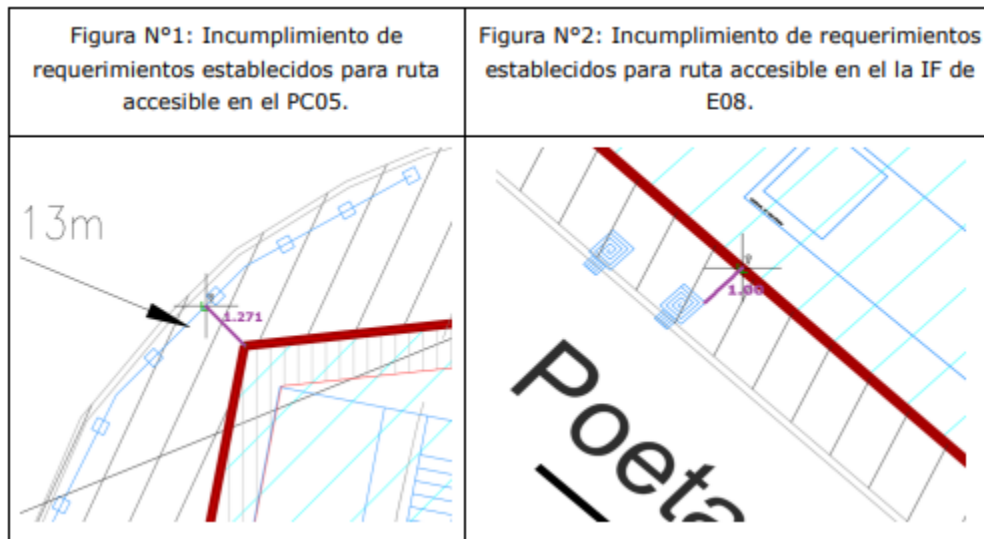 Figura N°1: Incumplimiento de
requerimientos establecidos para ruta
accesible en el PC05.
Figura N°2: Incumplimiento de requerimientos
establecidos para ruta accesible en el la IF de
E08.
13m
1.271
1.00
Poeta